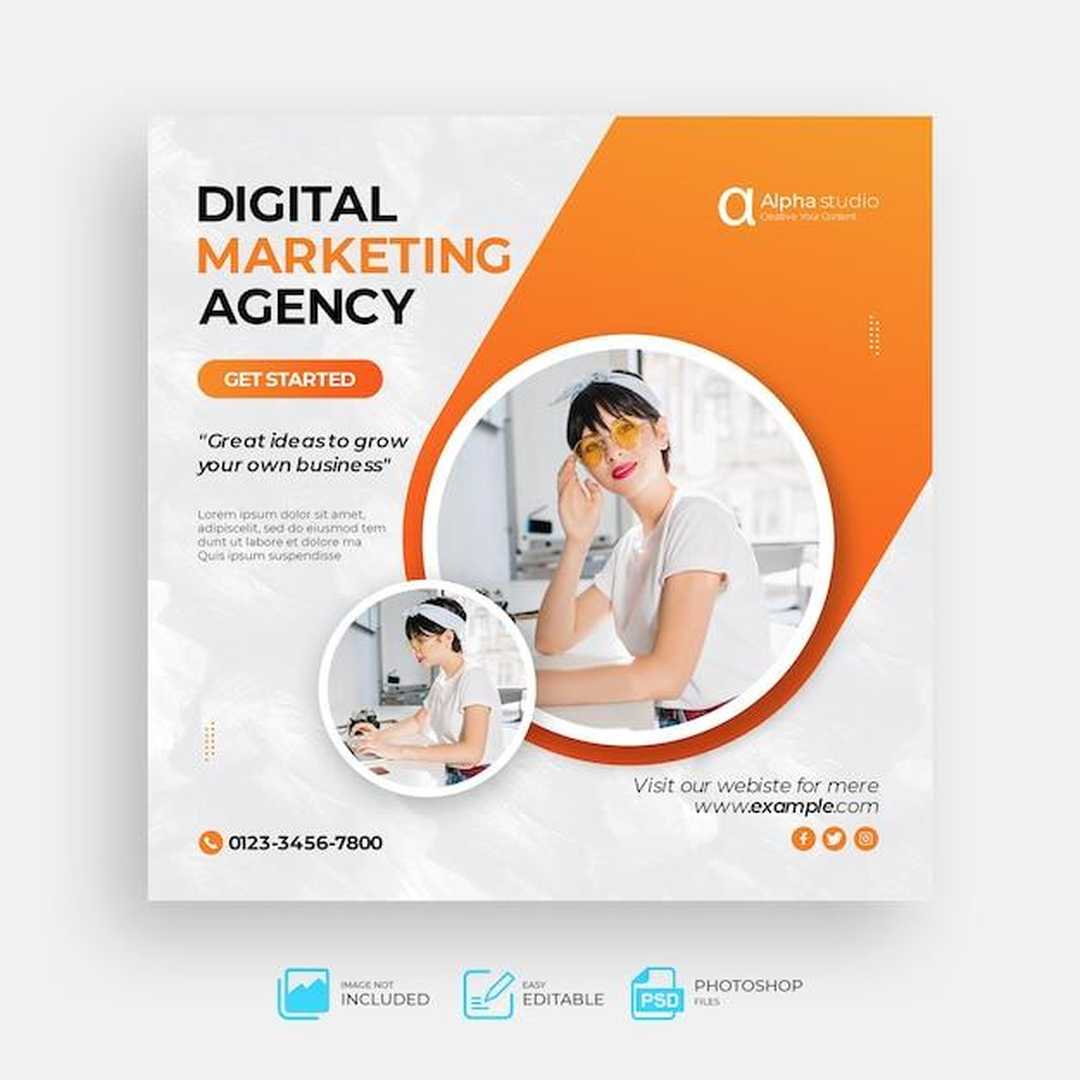 DIGITAL
MARKETING
AGENCY
Alpha studio
Creative Your Content
GET STARTED
"Great ideas to grow
your own business"
Lorem ipsum dolor sit amet,
adipiscelit, sed do eiusmod tem
dunt ut labore et dolore ma
Quis ipsum suspendisse
Visit our webiste for mere
www.example.com
0123-3456-7800
IMAGE NOT
INCLUDED
EASY
EDITABLE
PSD
PHOTOSHOP
FILES